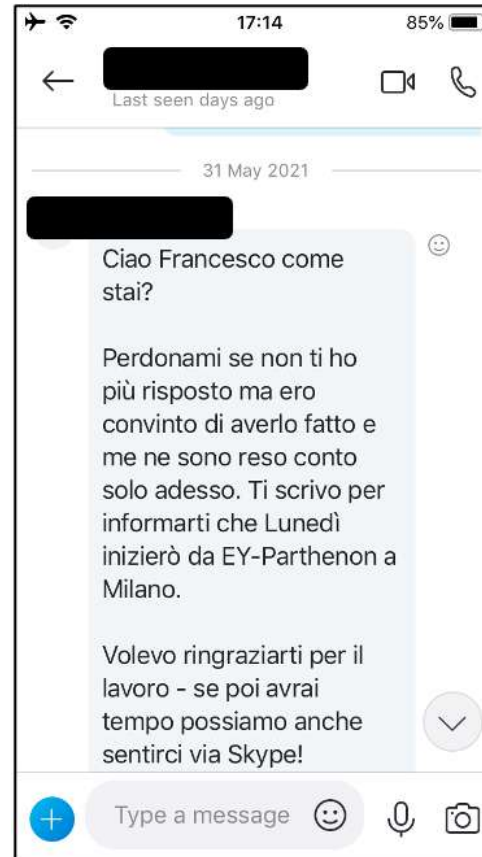 17:14
85%
Last seen days ago
31 May 2021
Ciao Francesco come
stai?
Perdonami se non ti ho
più risposto ma ero
convinto di averlo fatto e
me ne sono reso conto
solo adesso. Ti scrivo per
informarti che Lunedì
inizierò da EY-Parthenon a
Milano.
Volevo ringraziarti per il
lavoro - se poi avrai
tempo possiamo anche
sentirci via Skype!
Type a message